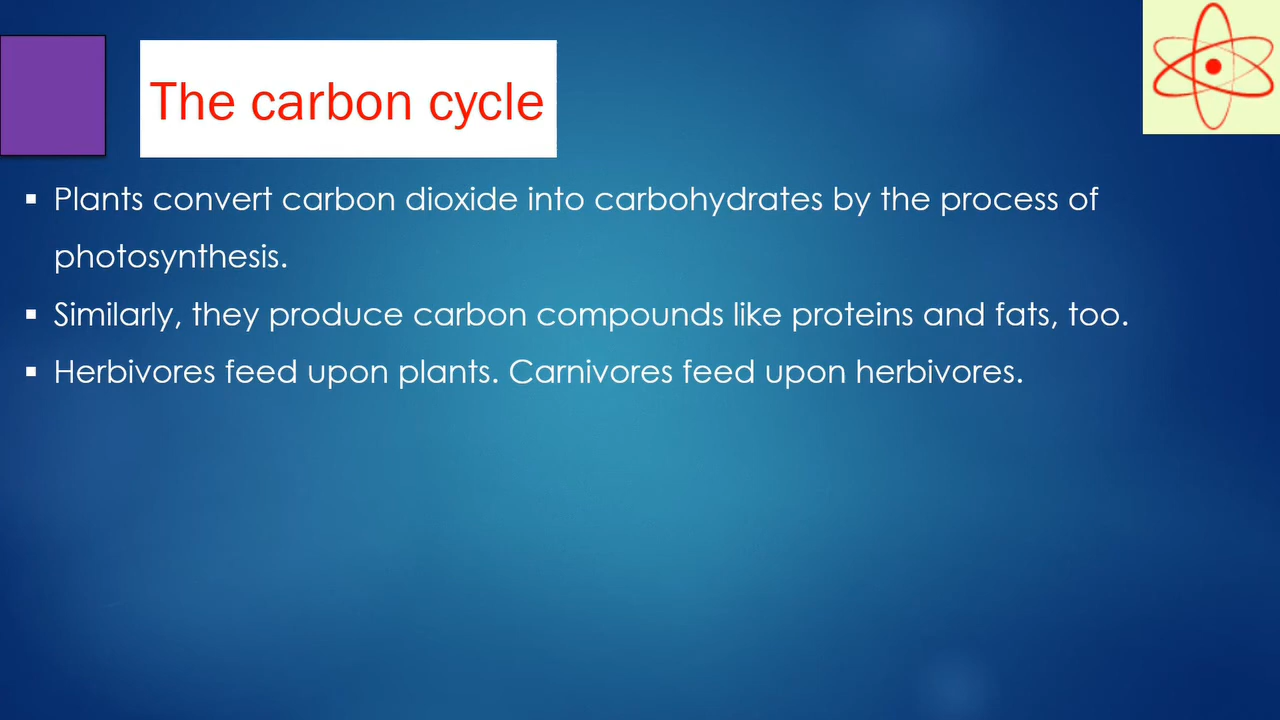 The carbon cycle
▪ Plants convert carbon dioxide into carbohydrates by the process of
photosynthesis.
▪ Similarly, they produce carbon compounds like proteins and fats, too.
▪ Herbivores feed upon plants. Carnivores feed upon herbivores.